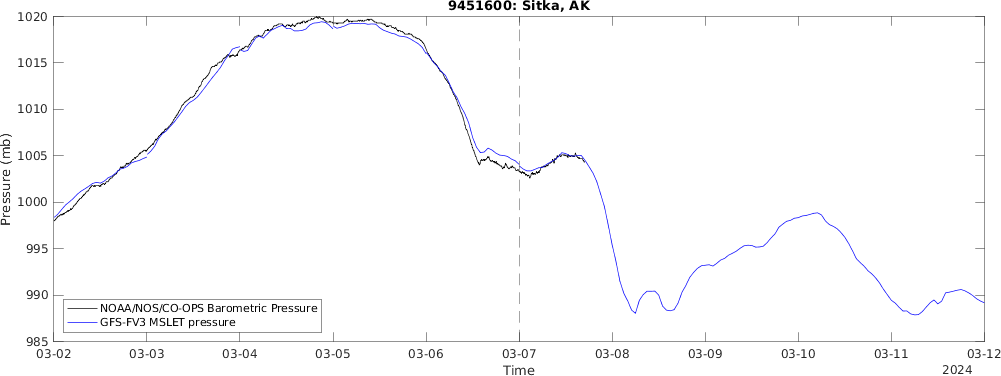 9451600: Sitka, AK
1020
1015
1010
1005
1000
995
990
985
Pressure (mb)
NOAA/NOS/CO-OPS Barometric Pressure
GFS-FV3 MSLET pressure
03-02 03-03 03-04 03-05 03-06 03-07 03-08 03-09 03-10 03-11 03-12
Time
2024